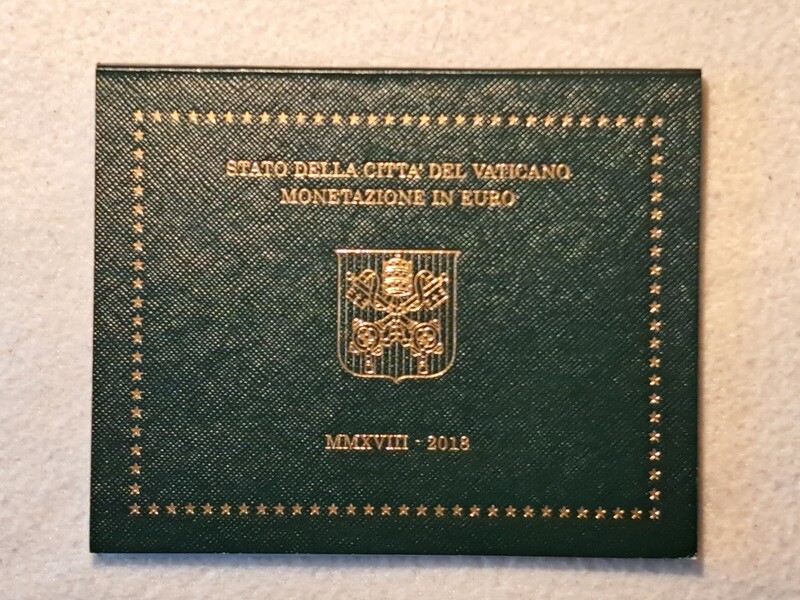 STATO DELLA CITTA' DEL VATICANO
MONETAZIONE IN EURO
MMXVIII - 2018